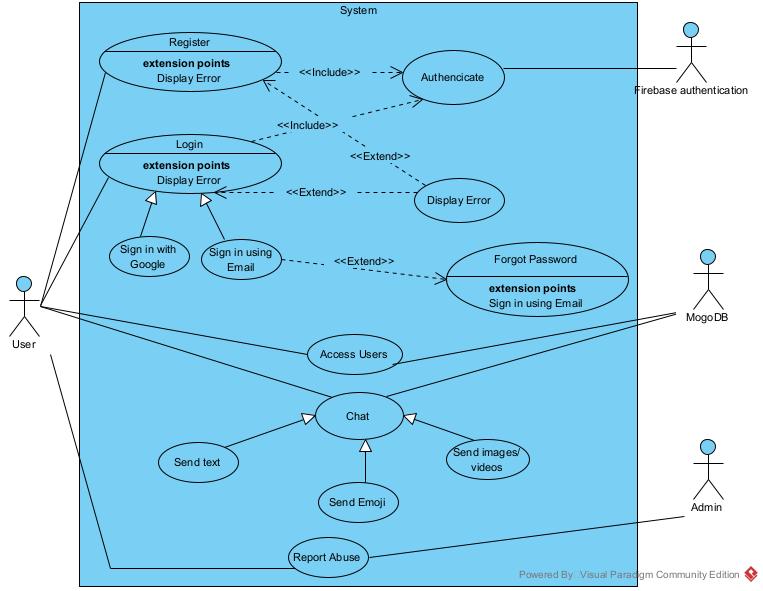 System
Register
extension points
Display Error
<<Include>>
Authencicate
Firebase authentication
<<Include>>
Login
extension points
Display Error
<<Extend>>
<<Extend>>
Display Error
Sign in with
Google
Sign in using
Email
<<Extend>>
Forgot Password
extension points
Sign in using Email
User
MogoDB
Access Users
Chat
Send text
Send images/
videos
Send Emoji
Admin
Report Abuse
Powered By Visual Paradigm Community Edition